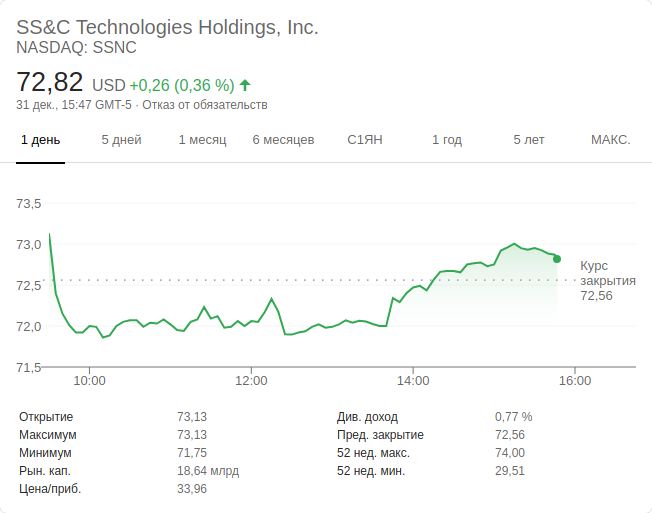 SS&C Technologies Holdings, Inc.
NASDAQ: SSNC
72,82 USD +0,26 (0,36 %)
31 дек., 15:47 GMT-5 · Отказ от обязательств
1 день 5 дней 1 месяц 6 месяцев С1ЯН 1 год 5 лет МАКС.
73,5
73,0
72,5
72,0
71,5
Курс
закрытия
72,56
10:00 12:00 14:00 16:00
Открытие 73,13 Див. доход 0,77 %
Максимум 73,13 Пред. закрытие 72,56
Минимум 71,75 52 нед. макс. 74,00
Рын. кап. 18,64 млрд 52 нед. мин. 29,51
Цена/приб. 33,96